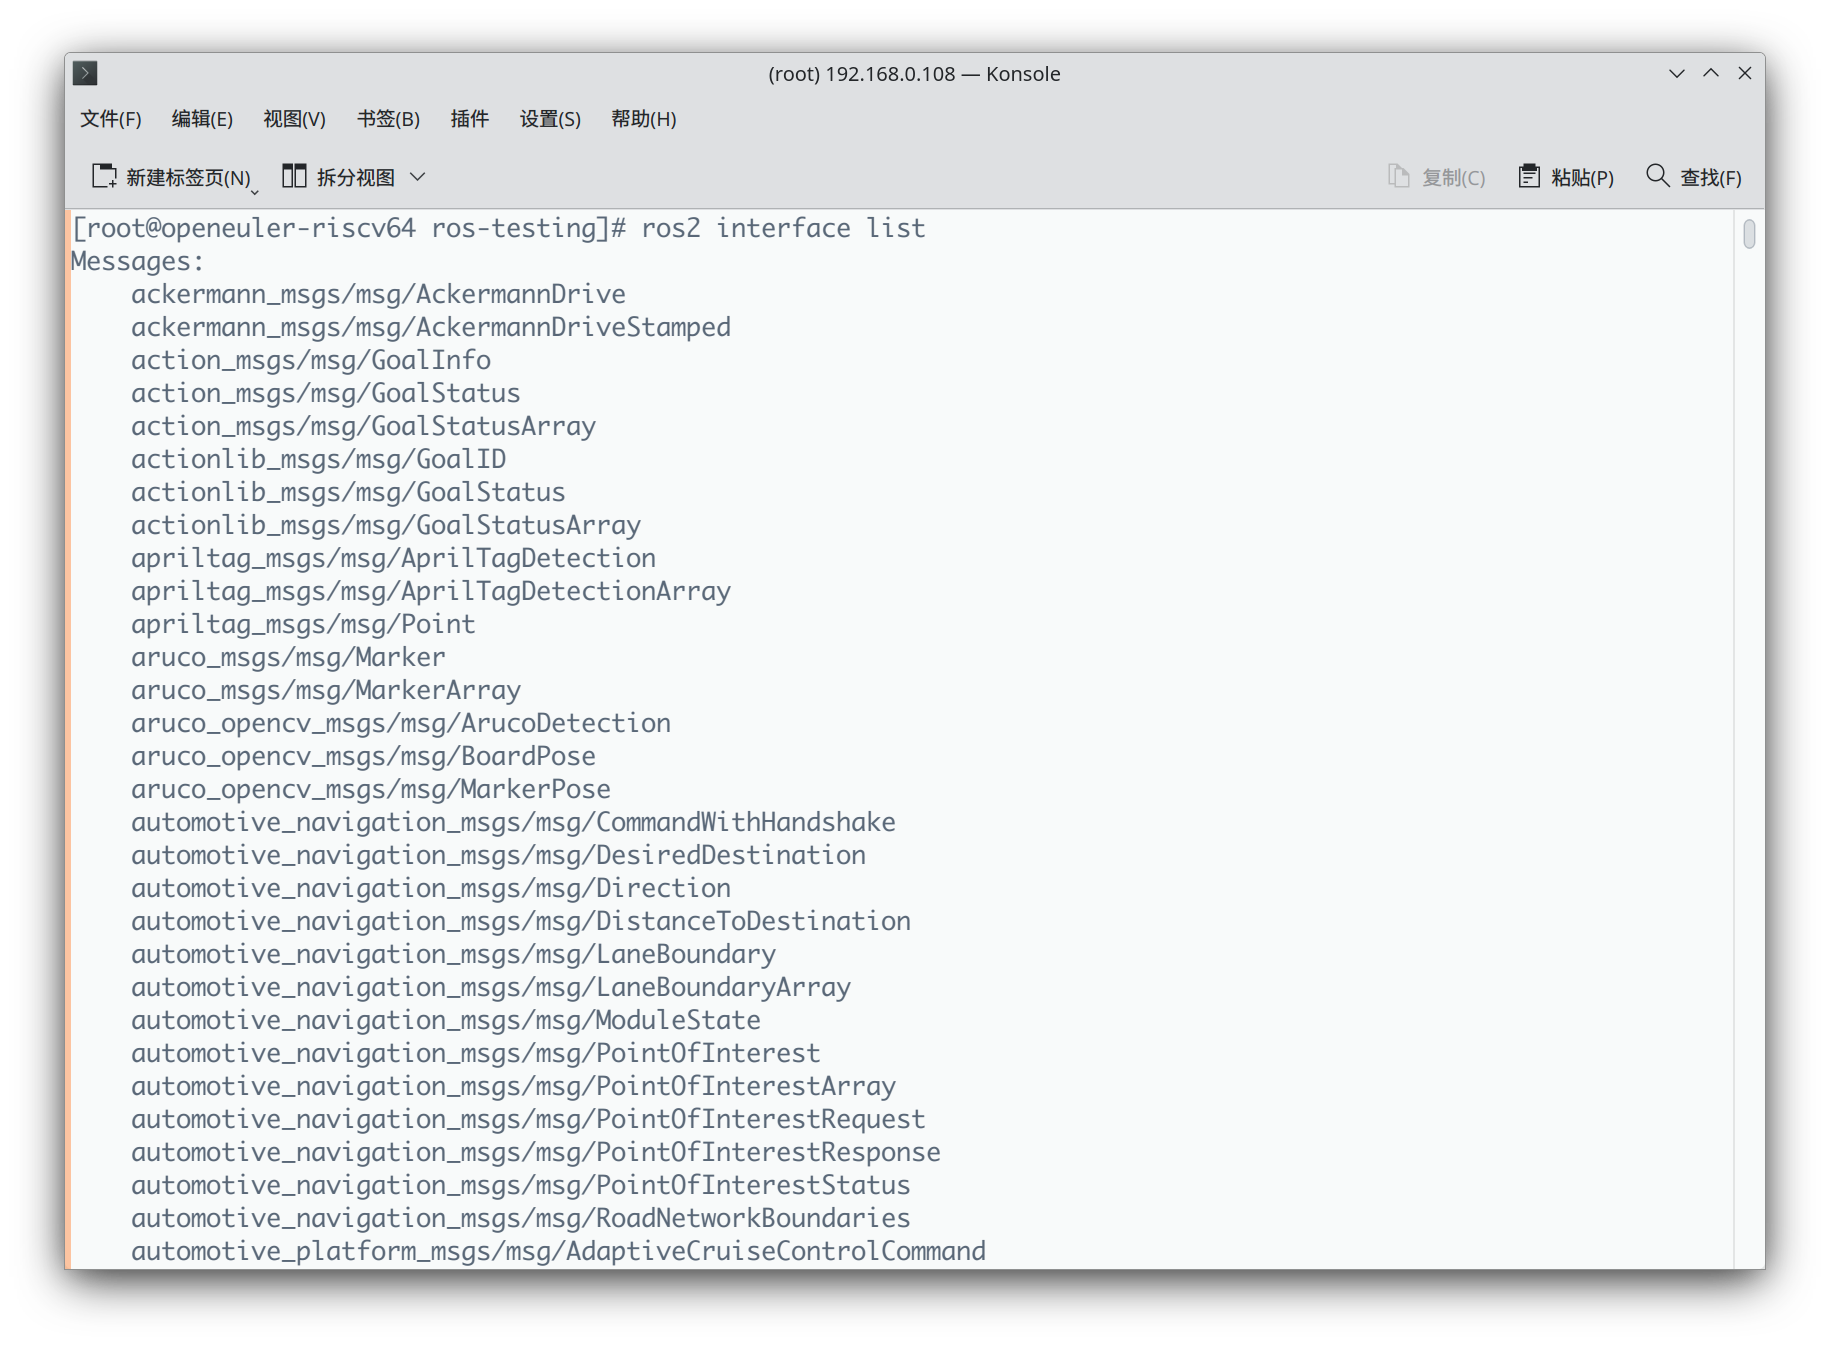 (root) 192.168.0.108 — Konsole
文件(F) 编辑(E) 视图(V) 书签(B) 插件 设置(S) 帮助(H)
新建标签页(N) 拆分视图 复制(C) 粘贴(P) 查找(F)
[root@openeuler-riscv64 ros-testing]# ros2 interface list
Messages:
    ackermann_msgs/msg/AckermannDrive
    ackermann_msgs/msg/AckermannDriveStamped
    action_msgs/msg/GoalInfo
    action_msgs/msg/GoalStatus
    action_msgs/msg/GoalStatusArray
    actionlib_msgs/msg/GoalID
    actionlib_msgs/msg/GoalStatus
    actionlib_msgs/msg/GoalStatusArray
    apriltag_msgs/msg/AprilTagDetection
    apriltag_msgs/msg/AprilTagDetectionArray
    apriltag_msgs/msg/Point
    aruco_msgs/msg/Marker
    aruco_msgs/msg/MarkerArray
    aruco_opencv_msgs/msg/ArucoDetection
    aruco_opencv_msgs/msg/BoardPose
    aruco_opencv_msgs/msg/MarkerPose
    automotive_navigation_msgs/msg/CommandWithHandshake
    automotive_navigation_msgs/msg/DesiredDestination
    automotive_navigation_msgs/msg/Direction
    automotive_navigation_msgs/msg/DistanceToDestination
    automotive_navigation_msgs/msg/LaneBoundary
    automotive_navigation_msgs/msg/LaneBoundaryArray
    automotive_navigation_msgs/msg/ModuleState
    automotive_navigation_msgs/msg/PointOfInterest
    automotive_navigation_msgs/msg/PointOfInterestArray
    automotive_navigation_msgs/msg/PointOfInterestRequest
    automotive_navigation_msgs/msg/PointOfInterestResponse
    automotive_navigation_msgs/msg/PointOfInterestStatus
    automotive_navigation_msgs/msg/RoadNetworkBoundaries
    automotive_platform_msgs/msg/AdaptiveCruiseControlCommand